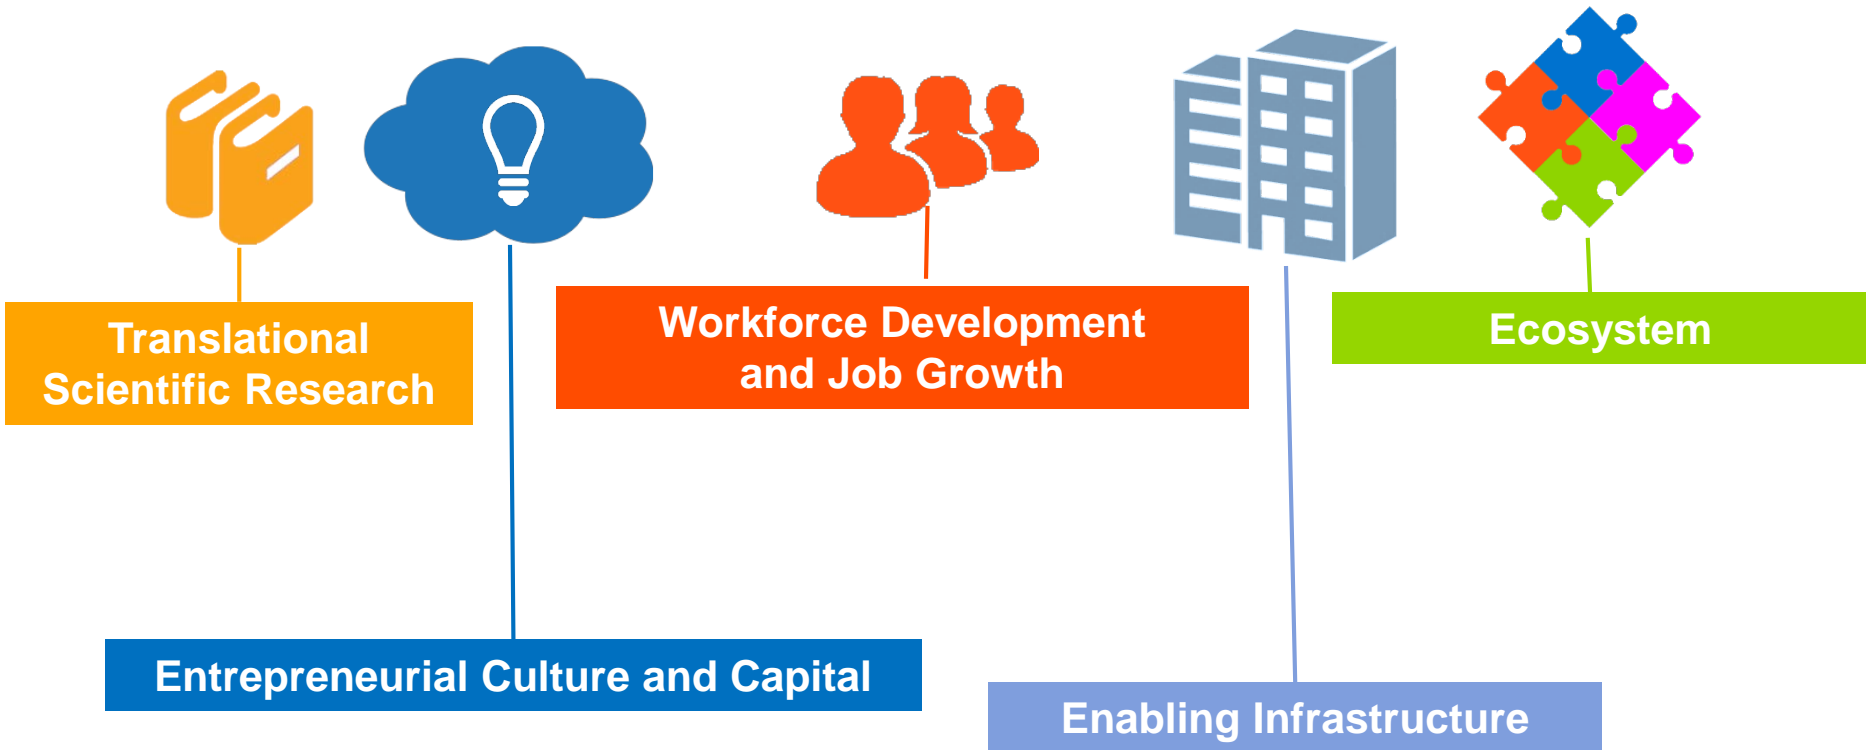 Translational
Scientific Research
Workforce Development
and Job Growth
Ecosystem
Entrepreneurial Culture and Capital
Enabling Infrastructure